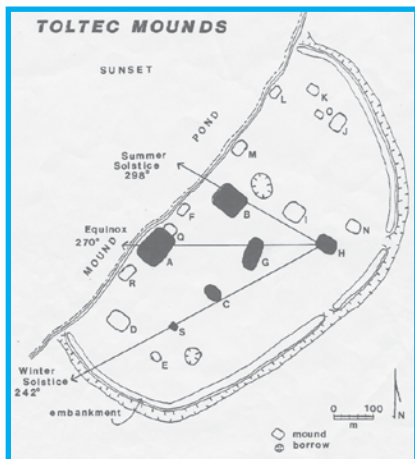 TOLTEC MOUNDS
SUNSET
MOUND POND
Summer
Solstice
298°
Equinox
270°
Winter
Solstice
242°
embankment
L
K
O
J
M
F
B
I
N
Q
A
G
H
R
C
D
S
E
N
0 100
m
mound
borrow